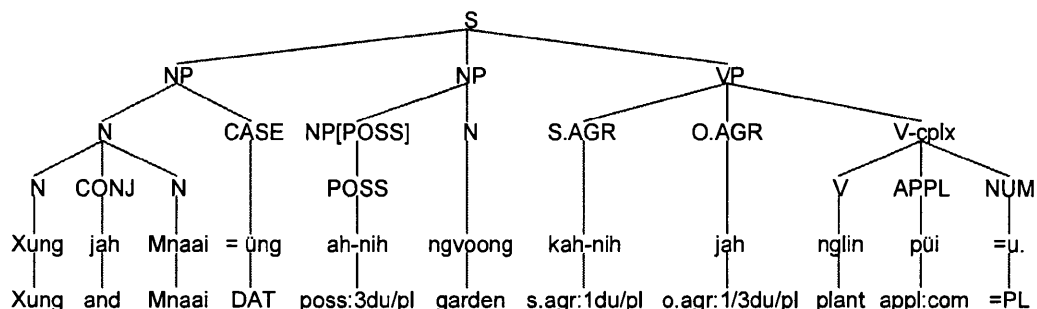 S
NP NP VP
N CASE NP[POSS] N S.AGR O.AGR V-cplx
N CONJ N POSS V APPL NUM
Xung jah Mnaai =üng ah-nih ngvoong kah-nih jah nglin püi =u.
Xung and Mnaai DAT poss:3du/pl garden s.agr:1du/pl o.agr:1/3du/pl plant appl:com =PL